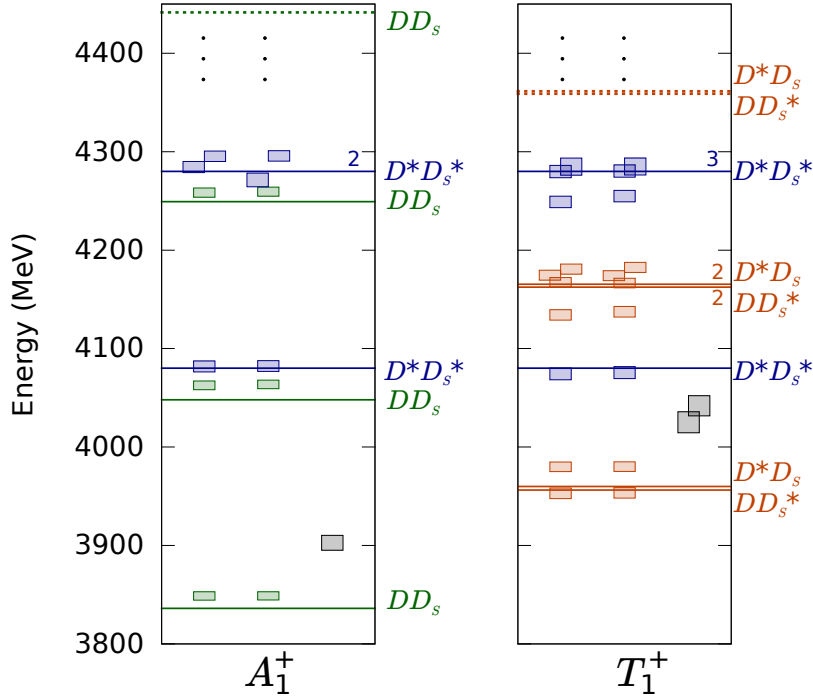 Energy (MeV)
4400
4300
4200
4100
4000
3900
3800
DD_s
2
D*D_s*
DD_s
D*D_s*
DD_s
DD_s
A_1^+
D*D_s
DD_s*
3
D*D_s*
2
D*D_s
2
DD_s*
D*D_s*
D*D_s
DD_s*
T_1^+